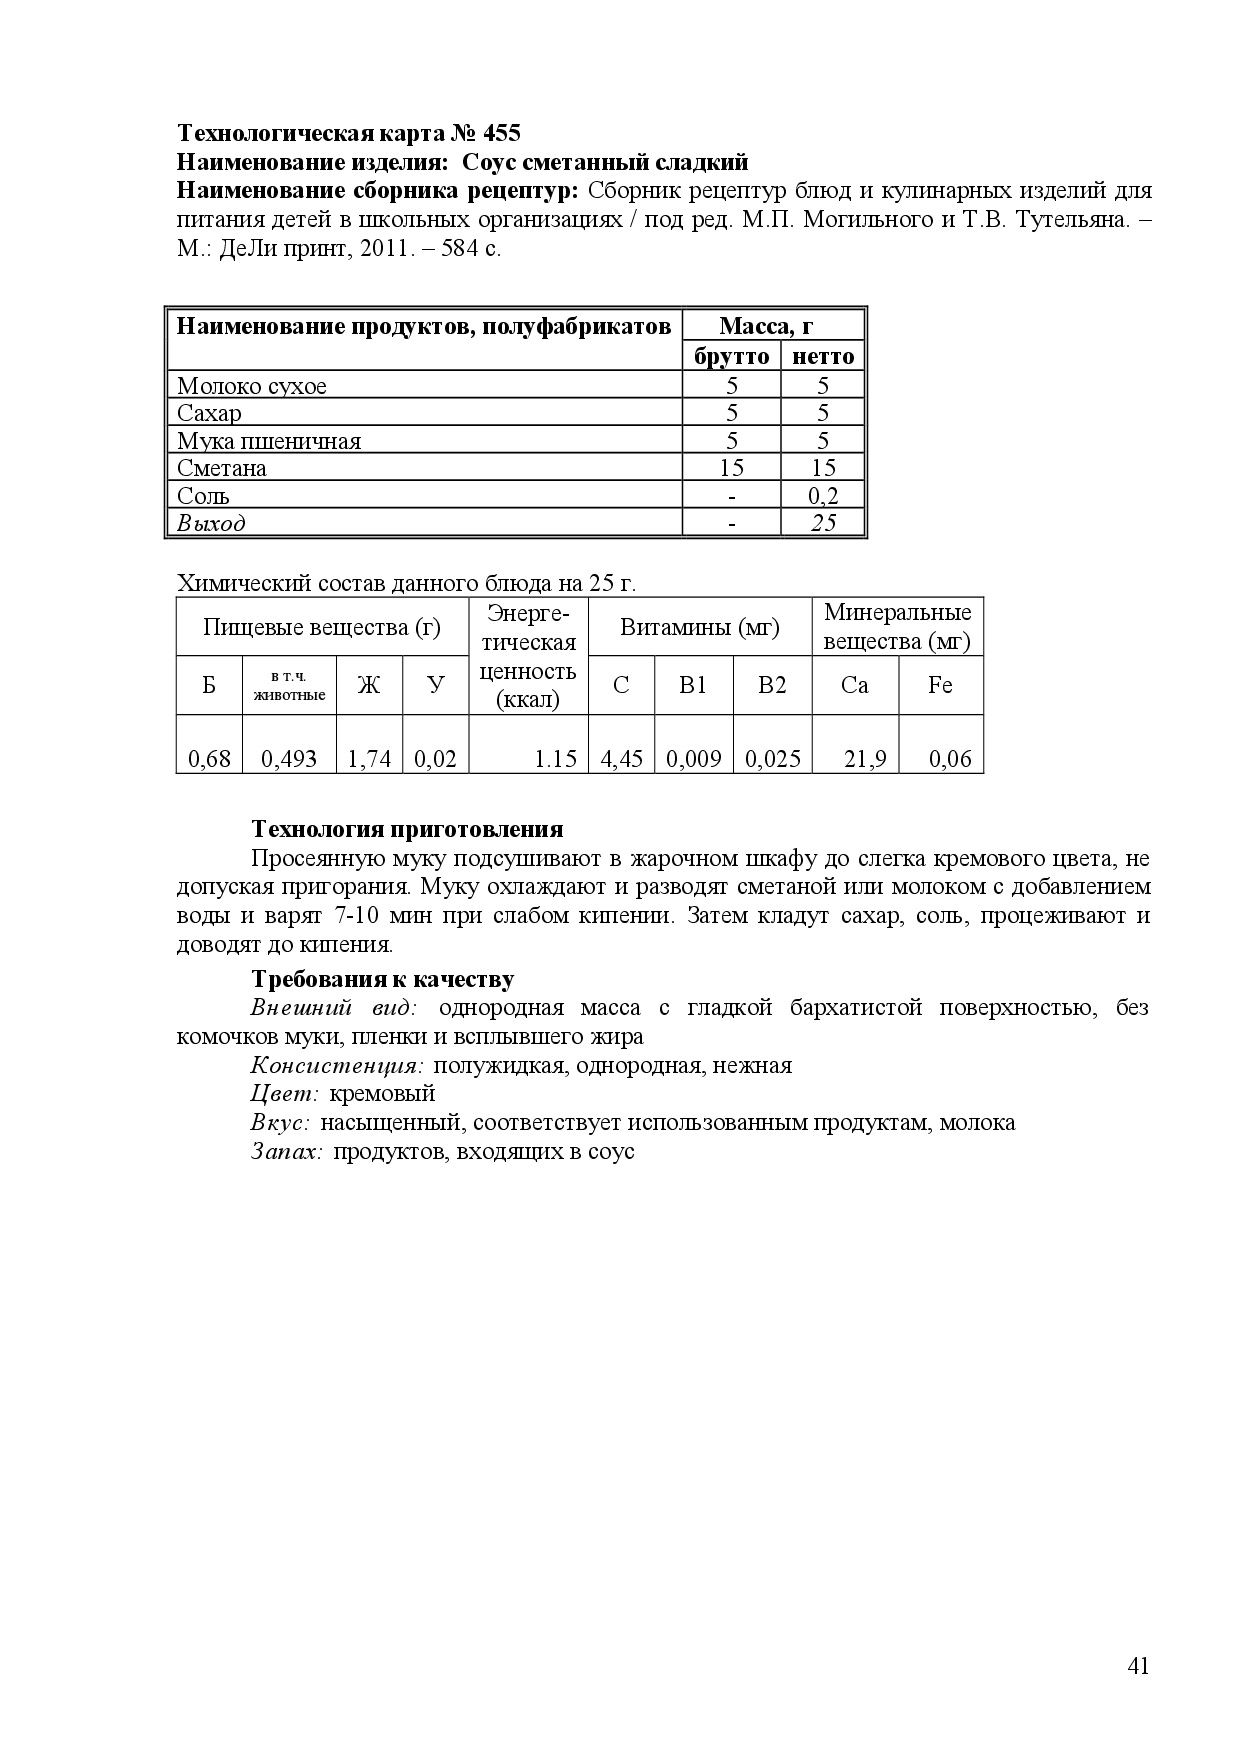 Технологическая карта № 455
Наименование изделия: Соус сметанный сладкий
Наименование сборника рецептур: Сборник рецептур блюд и кулинарных изделий для
питания детей в школьных организациях / под ред. М.П. Могильного и Т.В. Тутельяна. –
М.: ДеЛи принт, 2011. – 584 с.
Наименование продуктов, полуфабрикатов Масса, г
брутто нетто
Молоко сухое 5 5
Сахар 5 5
Мука пшеничная 5 5
Сметана 15 15
Соль - 0,2
Выход - 25
Химический состав данного блюда на 25 г.
Пищевые вещества (г) Энерге-
тическая
ценность
(ккал) Витамины (мг) Минеральные
вещества (мг)
Б в т.ч.
животные Ж У С В1 В2 Са Fe
0,68 0,493 1,74 0,02 1.15 4,45 0,009 0,025 21,9 0,06
Технология приготовления
Просеянную муку подсушивают в жарочном шкафу до слегка кремового цвета, не
допуская пригорания. Муку охлаждают и разводят сметаной или молоком с добавлением
воды и варят 7-10 мин при слабом кипении. Затем кладут сахар, соль, процеживают и
доводят до кипения.
Требования к качеству
Внешний вид: однородная масса с гладкой бархатистой поверхностью, без
комочков муки, пленки и всплывшего жира
Консистенция: полужидкая, однородная, нежная
Цвет: кремовый
Вкус: насыщенный, соответствует использованным продуктам, молока
Запах: продуктов, входящих в соус
41